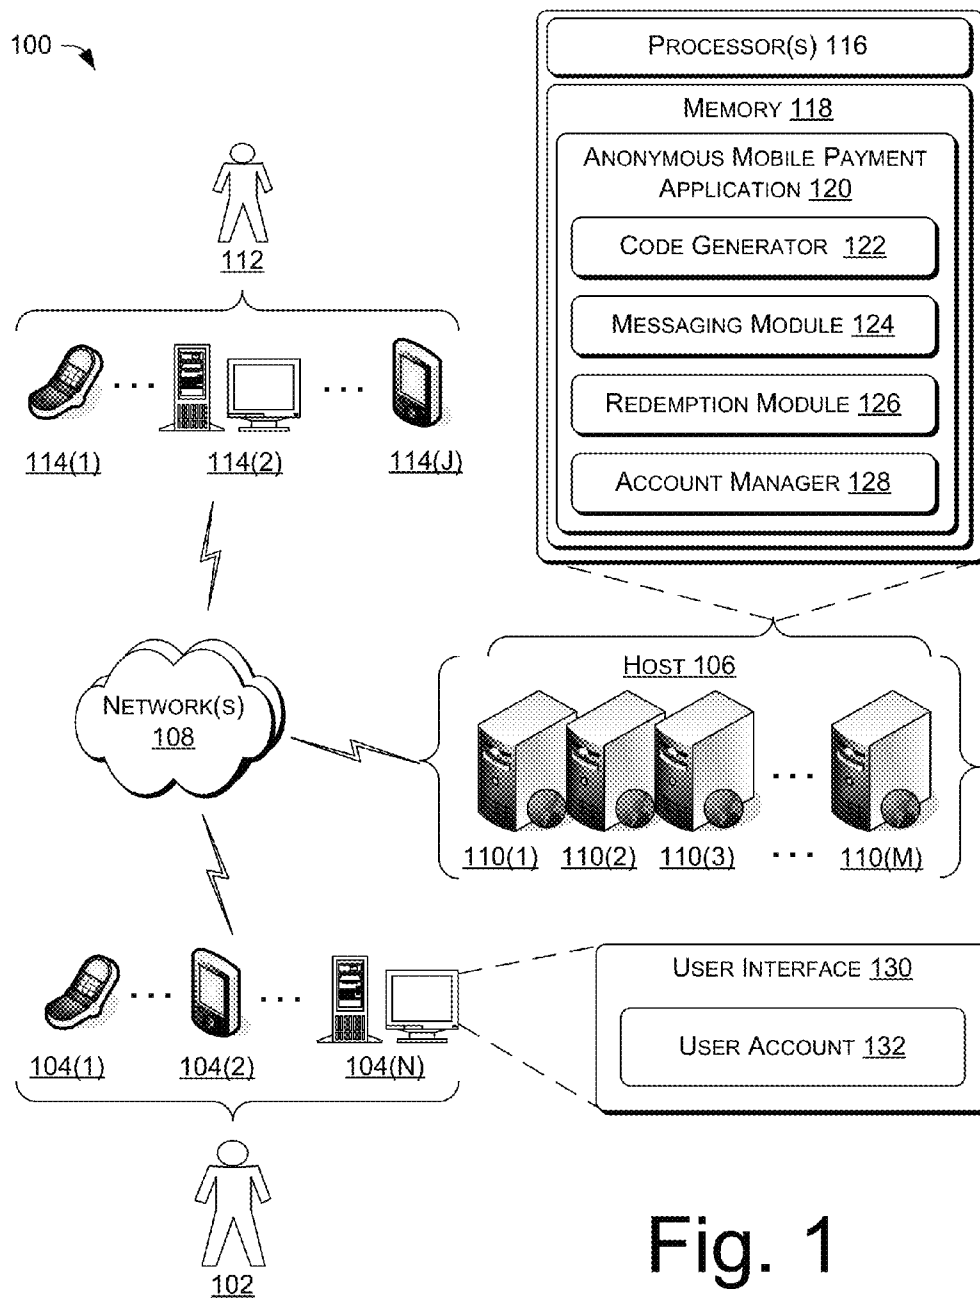 100
PROCESSOR(S) 116
MEMORY 118
ANONYMOUS MOBILE PAYMENT
APPLICATION 120
CODE GENERATOR 122
MESSAGING MODULE 124
REDEMPTION MODULE 126
ACCOUNT MANAGER 128
112
114(1) 114(2) 114(J)
NETWORK(S)
108
HOST 106
110(1) 110(2) 110(3) ... 110(M)
104(1) 104(2) 104(N)
USER INTERFACE 130
USER ACCOUNT 132
102
Fig. 1